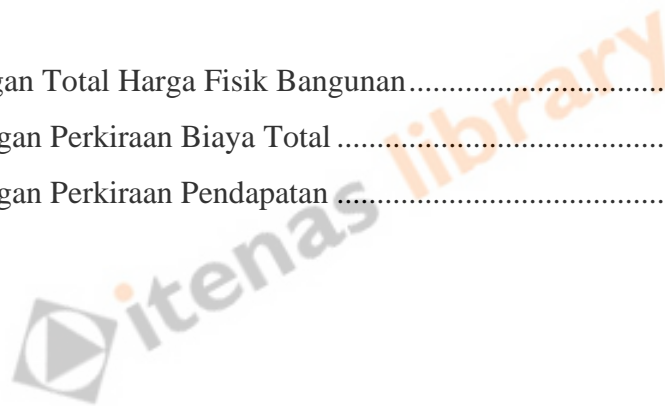 gan Total Harga Fisik Bangunan................................
gan Perkiraan Biaya Total .........................................
gan Perkiraan Pendapatan .........................................
itenas library